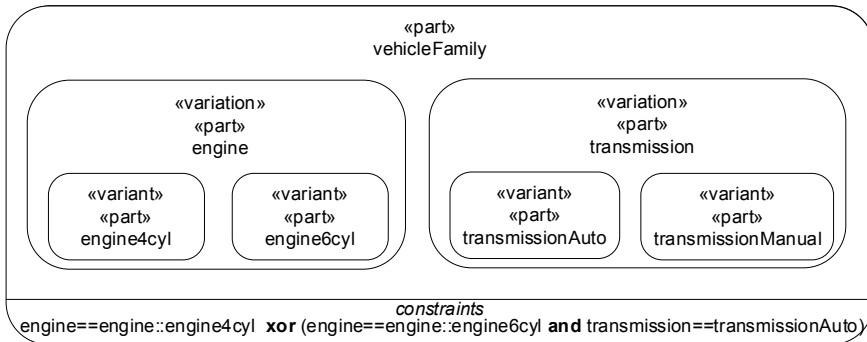 «part»
vehicleFamily
«variation»
«part»
engine
«variant»
«part»
engine4cyl
«variant»
«part»
engine6cyl
«variation»
«part»
transmission
«variant»
«part»
transmissionAuto
«variant»
«part»
transmissionManual
constraints
engine==engine::engine4cyl xor (engine==engine::engine6cyl and transmission==transmissionAuto)